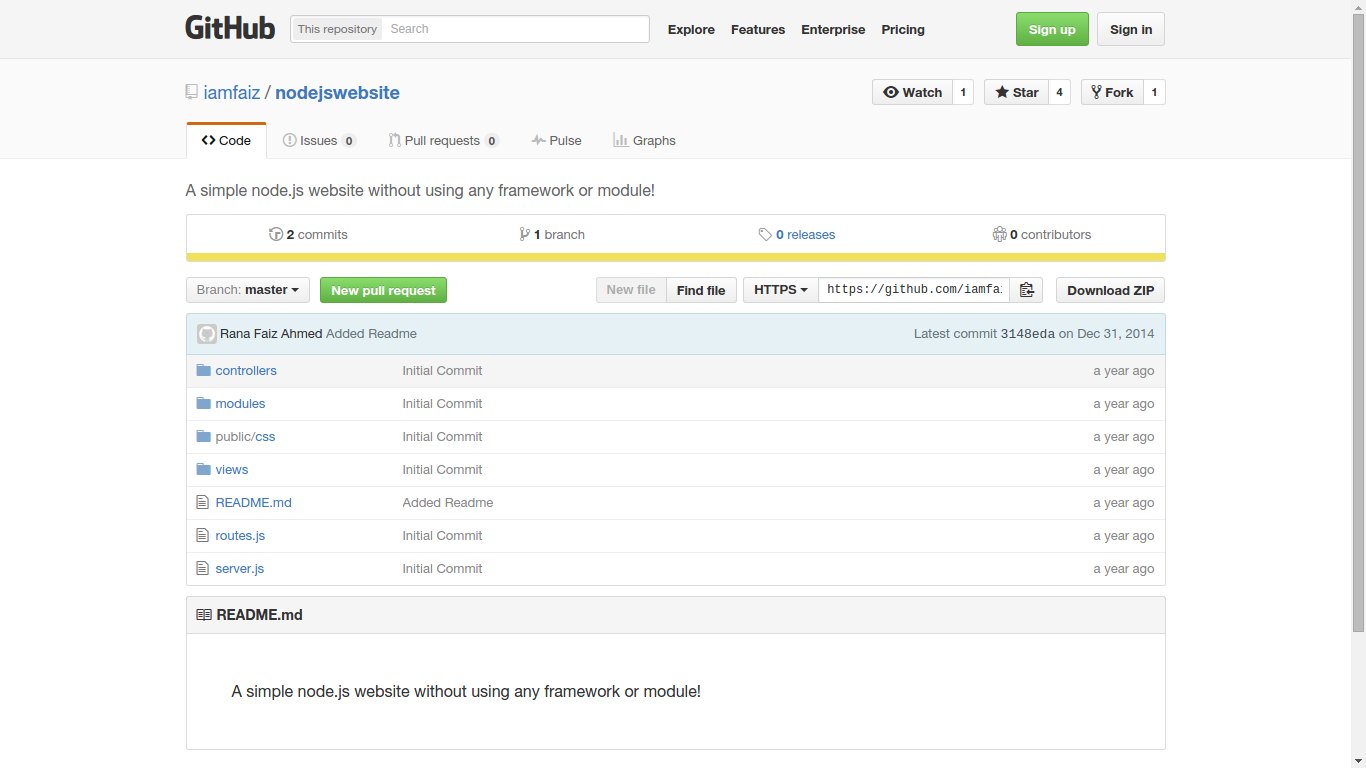 GitHub This repository Search Explore Features Enterprise Pricing Sign up Sign in
iamfaiz / nodejswebsite Watch 1 Star 4 Fork 1
Code Issues 0 Pull requests 0 Pulse Graphs
A simple node.js website without using any framework or module!
2 commits 1 branch 0 releases 0 contributors
Branch: master New pull request New file Find file HTTPS https://github.com/iamfai Download ZIP
Rana Faiz Ahmed Added Readme Latest commit 3148eda on Dec 31, 2014
controllers Initial Commit a year ago
modules Initial Commit a year ago
public/css Initial Commit a year ago
views Initial Commit a year ago
README.md Added Readme a year ago
routes.js Initial Commit a year ago
server.js Initial Commit a year ago
README.md
A simple node.js website without using any framework or module!